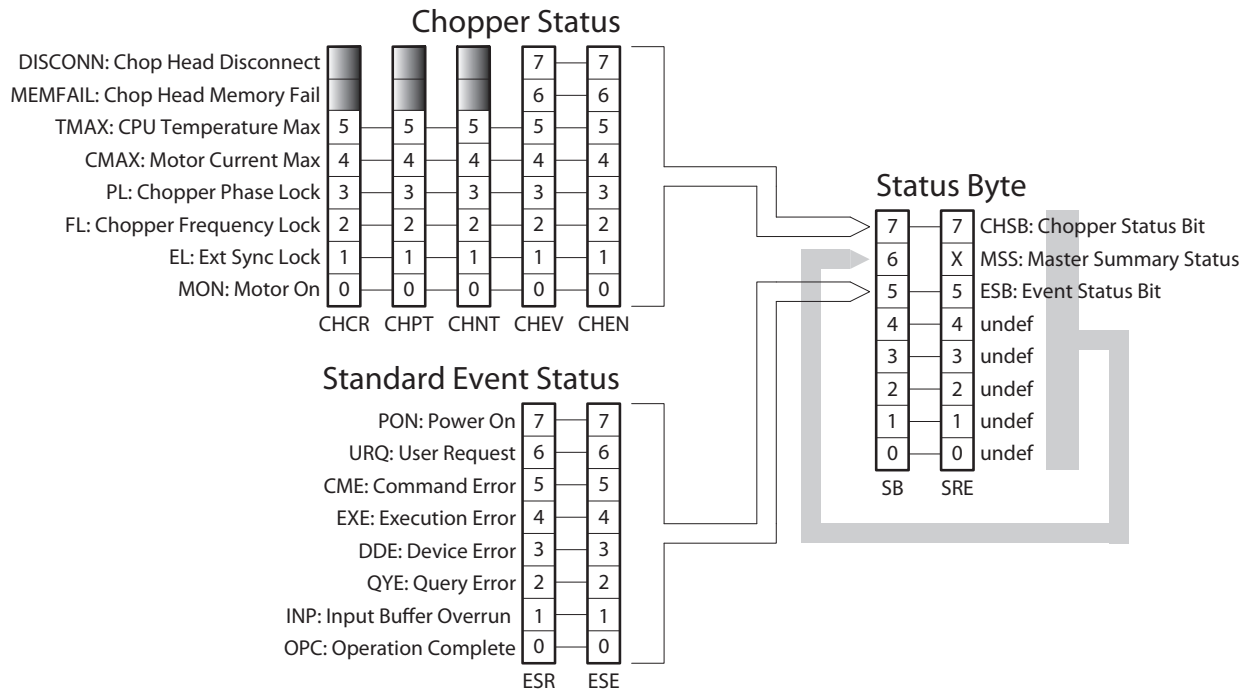 Chopper Status
DISCONN: Chop Head Disconnect 7 7
MEMFAIL: Chop Head Memory Fail 6 6
TMAX: CPU Temperature Max 5 5 5 5 5
CMAX: Motor Current Max 4 4 4 4 4
PL: Chopper Phase Lock 3 3 3 3 3
FL: Chopper Frequency Lock 2 2 2 2 2
EL: Ext Sync Lock 1 1 1 1 1
MON: Motor On 0 0 0 0 0
CHCR CHPT CHNT CHEV CHEN
Status Byte
7 7 CHSB: Chopper Status Bit
6 X MSS: Master Summary Status
5 5 ESB: Event Status Bit
4 4 undef
3 3 undef
2 2 undef
1 1 undef
0 0 undef
SB SRE
Standard Event Status
PON: Power On 7 7
URQ: User Request 6 6
CME: Command Error 5 5
EXE: Execution Error 4 4
DDE: Device Error 3 3
QYE: Query Error 2 2
INP: Input Buffer Overrun 1 1
OPC: Operation Complete 0 0
ESR ESE